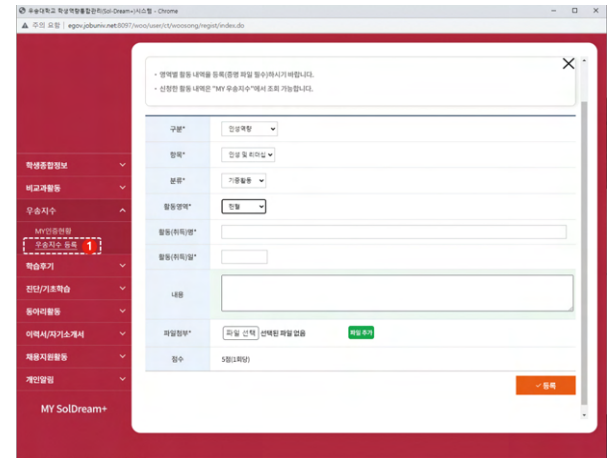 우송대학교 학생역량통합관리(Sol-Dream+)시스템 - Chrome
주의 요함 | egov.jobuniv.net:8097/woo/user/ct/woosong/regist/index.do
· 영역별 활동 내역을 등록(증명 파일 필수)하시기 바랍니다.
· 신청한 활동 내역은 "MY 우송지수"에서 조회 가능합니다.
구분*
인성역량
항목*
인성 및 리더십
분류*
기증활동
활동영역*
헌혈
활동(취득)명*
활동(취득)일*
내용
파일첨부*
파일 선택 선택된 파일 없음
파일추가
점수
5점(1회당)
등록
학생종합정보
비교과활동
우송지수
MY인증현황
우송지수 등록 1
학습후기
진단/기초학습
동아리활동
이력서/자기소개서
채용지원활동
개인알림
MY SolDream+